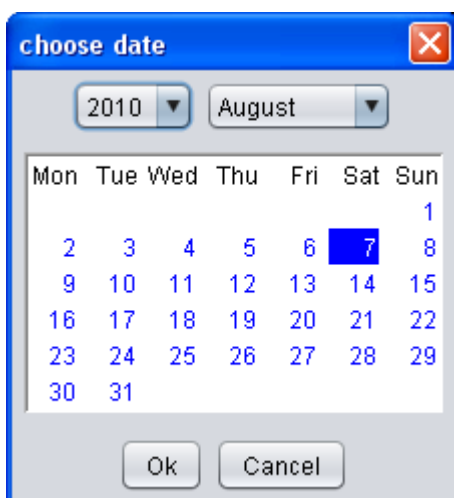 choose date
2010 August
Mon Tue Wed Thu Fri Sat Sun
1
2 3 4 5 6 7 8
9 10 11 12 13 14 15
16 17 18 19 20 21 22
23 24 25 26 27 28 29
30 31
Ok Cancel